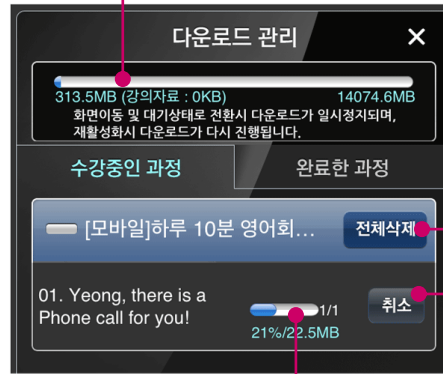 다운로드 관리 ×
313.5MB (강의자료 : 0KB) 14074.6MB
화면이동 및 대기상태로 전환시 다운로드가 일시정지되며,
재활성화시 다운로드가 다시 진행됩니다.
수강중인 과정 완료한 과정
[모바일]하루 10분 영어회... 전체삭제
01. Yeong, there is a
Phone call for you!
1/1
21%/22.5MB
취소